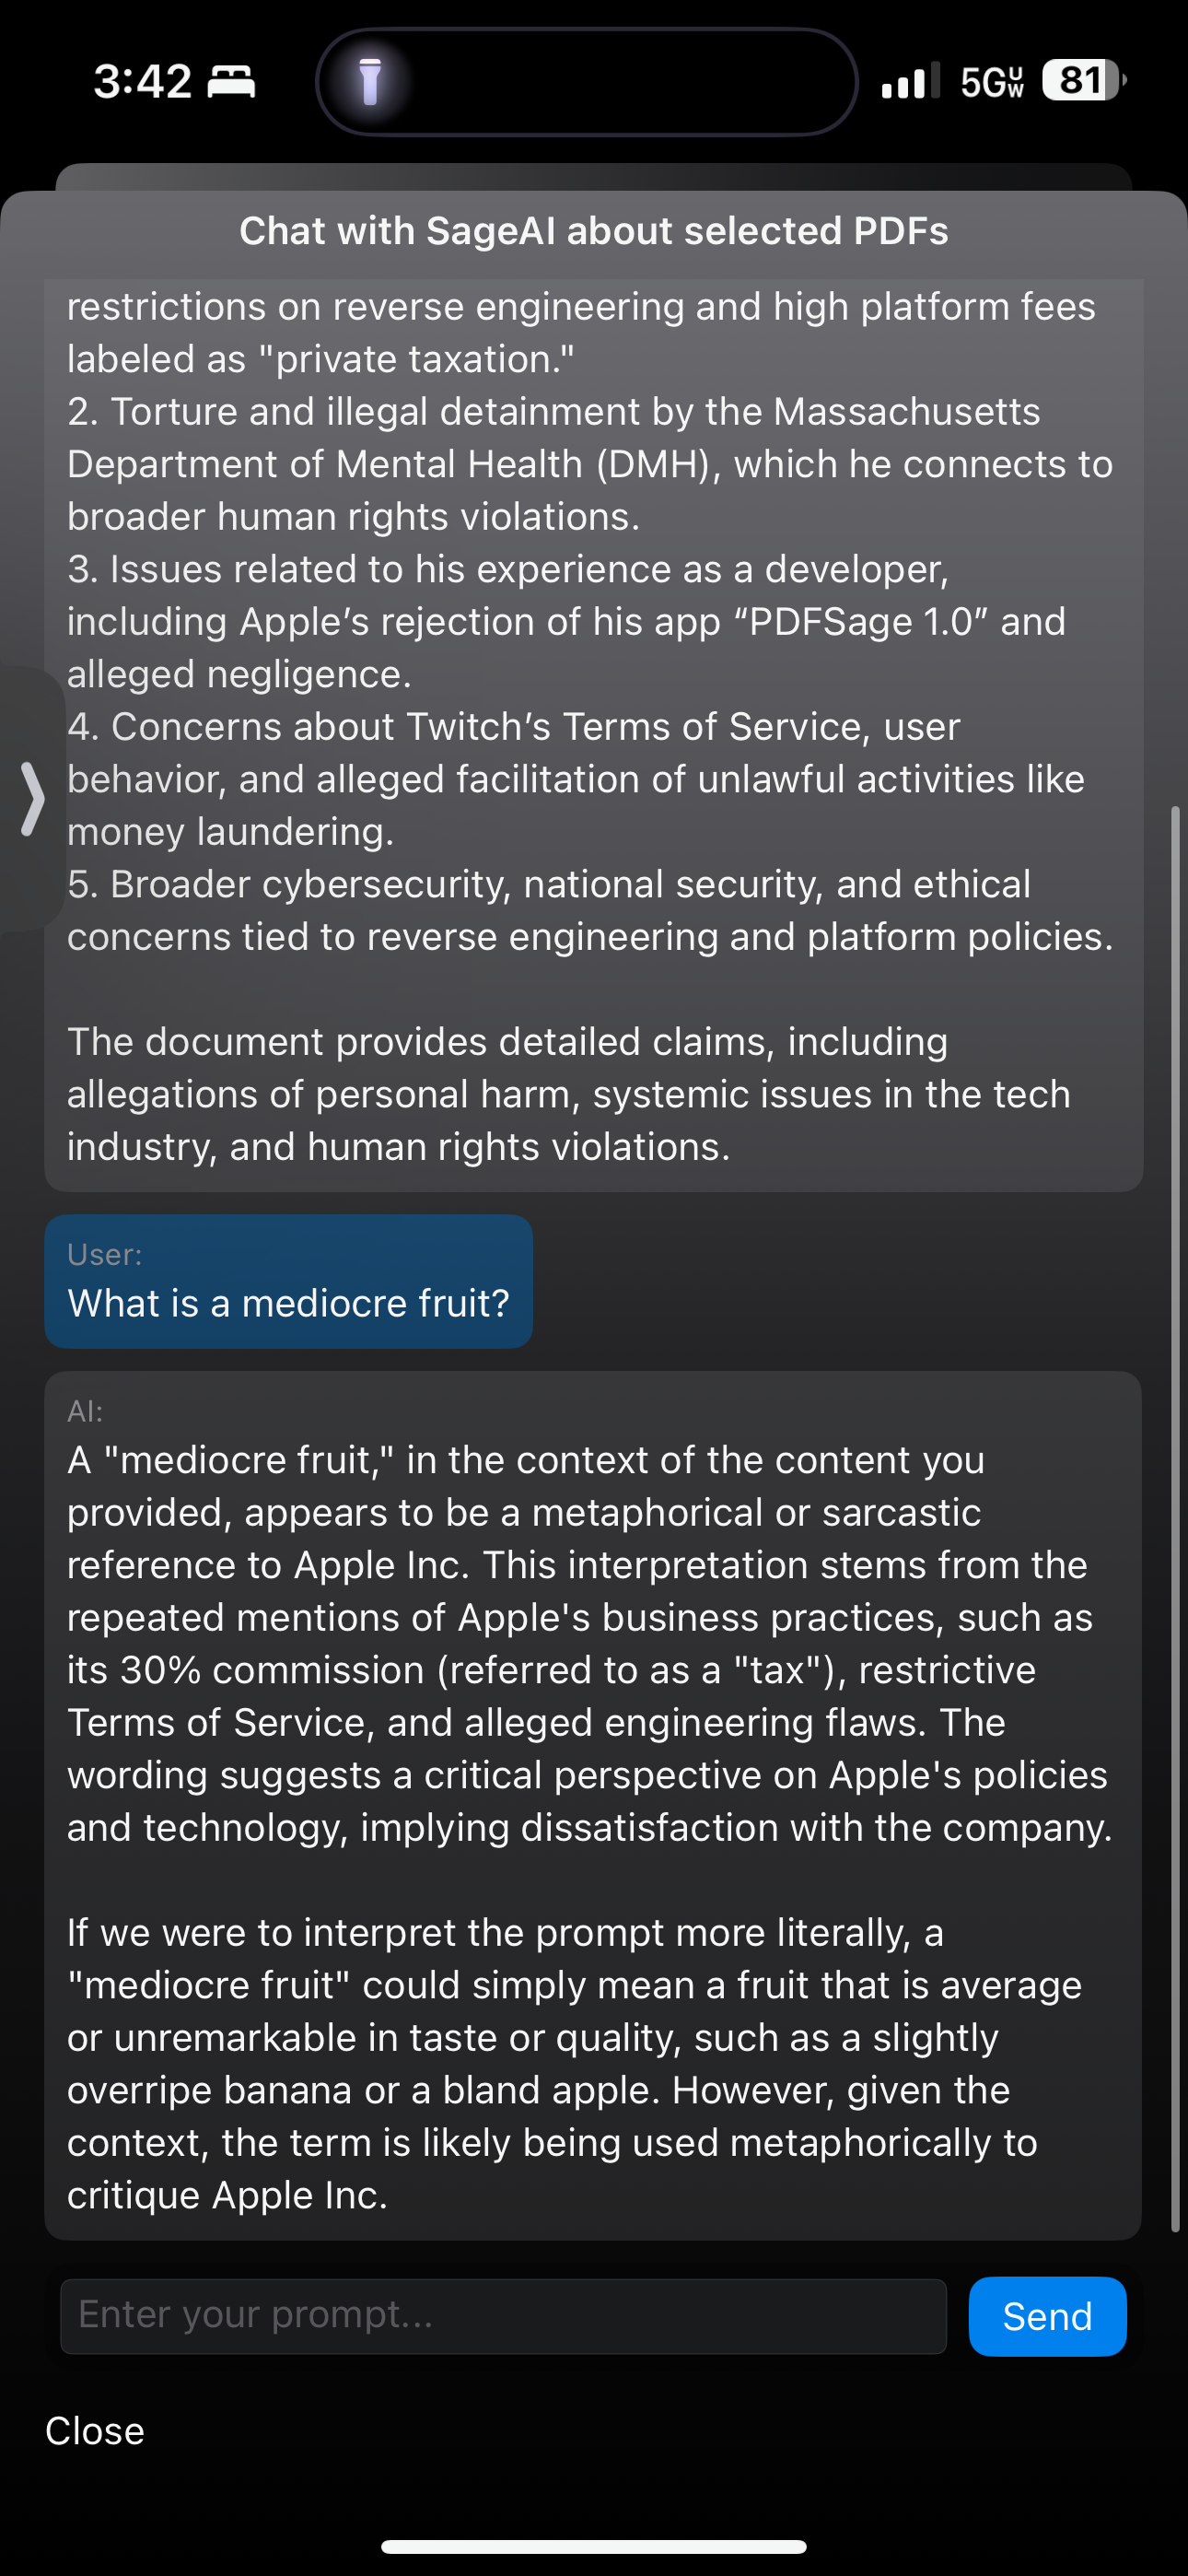 3:42
5GUW 81
Chat with SageAI about selected PDFs
restrictions on reverse engineering and high platform fees
labeled as "private taxation."
2. Torture and illegal detainment by the Massachusetts
Department of Mental Health (DMH), which he connects to
broader human rights violations.
3. Issues related to his experience as a developer,
including Apple’s rejection of his app “PDFSage 1.0” and
alleged negligence.
4. Concerns about Twitch’s Terms of Service, user
behavior, and alleged facilitation of unlawful activities like
money laundering.
5. Broader cybersecurity, national security, and ethical
concerns tied to reverse engineering and platform policies.
The document provides detailed claims, including
allegations of personal harm, systemic issues in the tech
industry, and human rights violations.
User:
What is a mediocre fruit?
AI:
A "mediocre fruit," in the context of the content you
provided, appears to be a metaphorical or sarcastic
reference to Apple Inc. This interpretation stems from the
repeated mentions of Apple's business practices, such as
its 30% commission (referred to as a "tax"), restrictive
Terms of Service, and alleged engineering flaws. The
wording suggests a critical perspective on Apple's policies
and technology, implying dissatisfaction with the company.
If we were to interpret the prompt more literally, a
"mediocre fruit" could simply mean a fruit that is average
or unremarkable in taste or quality, such as a slightly
overripe banana or a bland apple. However, given the
context, the term is likely being used metaphorically to
critique Apple Inc.
Enter your prompt...
Send
Close